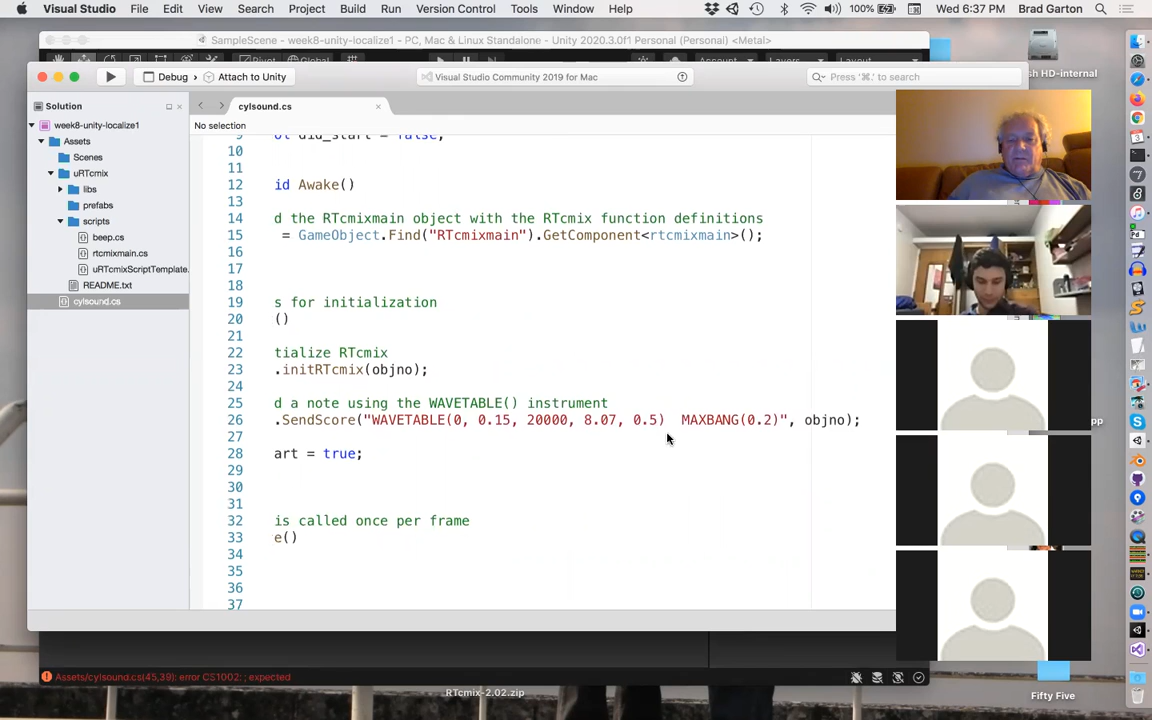 Visual Studio File Edit View Search Project Build Run Version Control Tools Window Help 100% Wed 6:37 PM Brad Garton
SampleScene - week8-unity-localize1 - PC, Mac & Linux Standalone - Unity 2020.3.0f1 Personal (Personal) <Metal>
Debug › Attach to Unity
Visual Studio Community 2019 for Mac
Press '⌘.' to search
sh HD-internal
Solution
cylsound.cs
No selection
week8-unity-localize1
Assets
Scenes
uRTcmix
libs
prefabs
scripts
beep.cs
rtcmixmain.cs
uRTcmixScriptTemplate.
README.txt
cylsound.cs
9 ol did_start = false;
10
11
12 id Awake()
13
14 d the RTcmixmain object with the RTcmix function definitions
15 = GameObject.Find("RTcmixmain").GetComponent<rtcmixmain>();
16
17
18
19 s for initialization
20 ()
21
22 tialize RTcmix
23 .initRTcmix(objno);
24
25 d a note using the WAVETABLE() instrument
26 .SendScore("WAVETABLE(0, 0.15, 20000, 8.07, 0.5)  MAXBANG(0.2)", objno);
27
28 art = true;
29
30
31
32 is called once per frame
33 e()
34
35
36
37
pp
Assets/cylsound.cs(45,39): error CS1002: ; expected
RTcmix-2.02.zip
Fifty Five